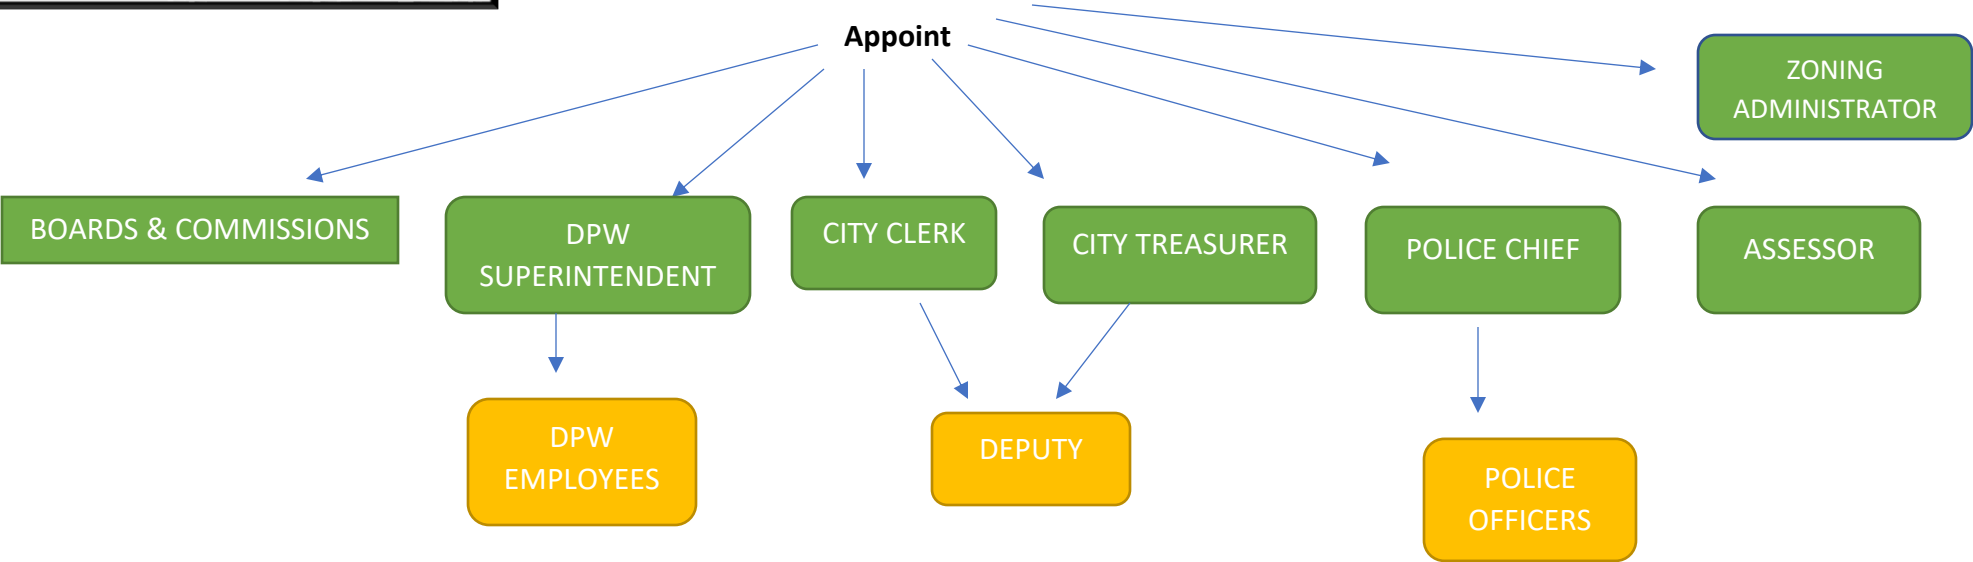 Appoint
ZONING
ADMINISTRATOR
BOARDS & COMMISSIONS
DPW
SUPERINTENDENT
CITY CLERK
CITY TREASURER
POLICE CHIEF
ASSESSOR
DPW
EMPLOYEES
DEPUTY
POLICE
OFFICERS